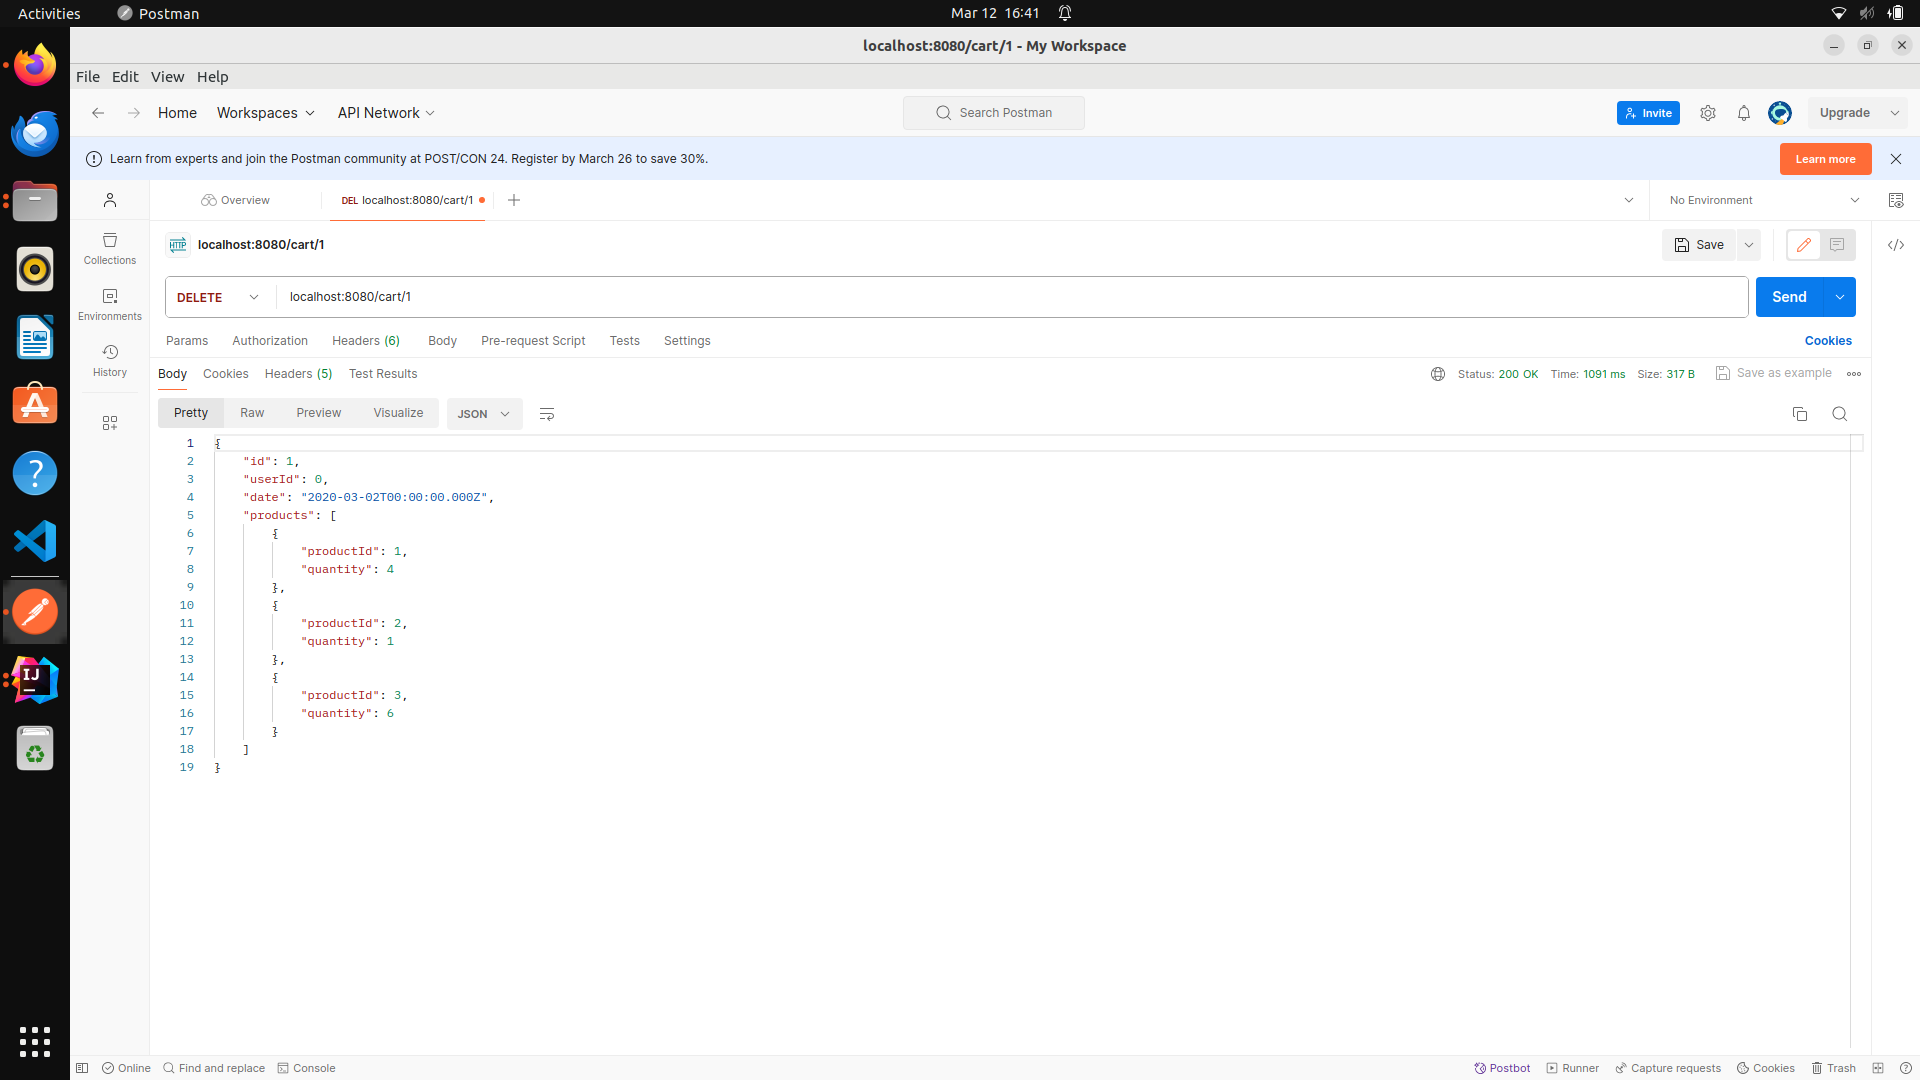 Activities Postman Mar 12 16:41
localhost:8080/cart/1 - My Workspace
File Edit View Help
Home Workspaces API Network Search Postman Invite Upgrade
Learn from experts and join the Postman community at POST/CON 24. Register by March 26 to save 30%. Learn more
Overview DEL localhost:8080/cart/1 No Environment
HTTP localhost:8080/cart/1 Save
Collections
DELETE localhost:8080/cart/1 Send
Environments
Params Authorization Headers (6) Body Pre-request Script Tests Settings Cookies
History
Body Cookies Headers (5) Test Results Status: 200 OK Time: 1091 ms Size: 317 B Save as example
Pretty Raw Preview Visualize JSON
1 {
2 "id": 1,
3 "userId": 0,
4 "date": "2020-03-02T00:00:00.000Z",
5 "products": [
6 {
7 "productId": 1,
8 "quantity": 4
9 },
10 {
11 "productId": 2,
12 "quantity": 1
13 },
14 {
15 "productId": 3,
16 "quantity": 6
17 }
18 ]
19 }
IJ
Online Find and replace Console Postbot Runner Capture requests Cookies Trash